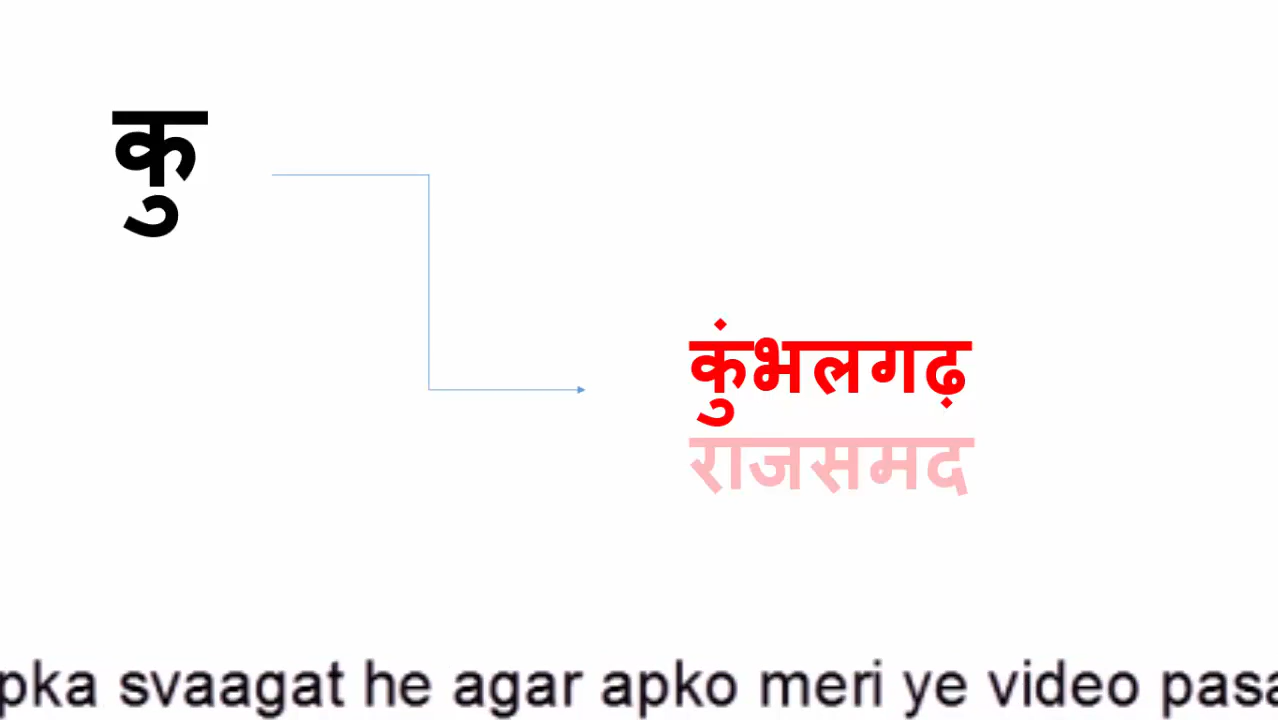 कु
कुंभलगढ़
राजसमद
pka svaagat he agar apko meri ye video pasa